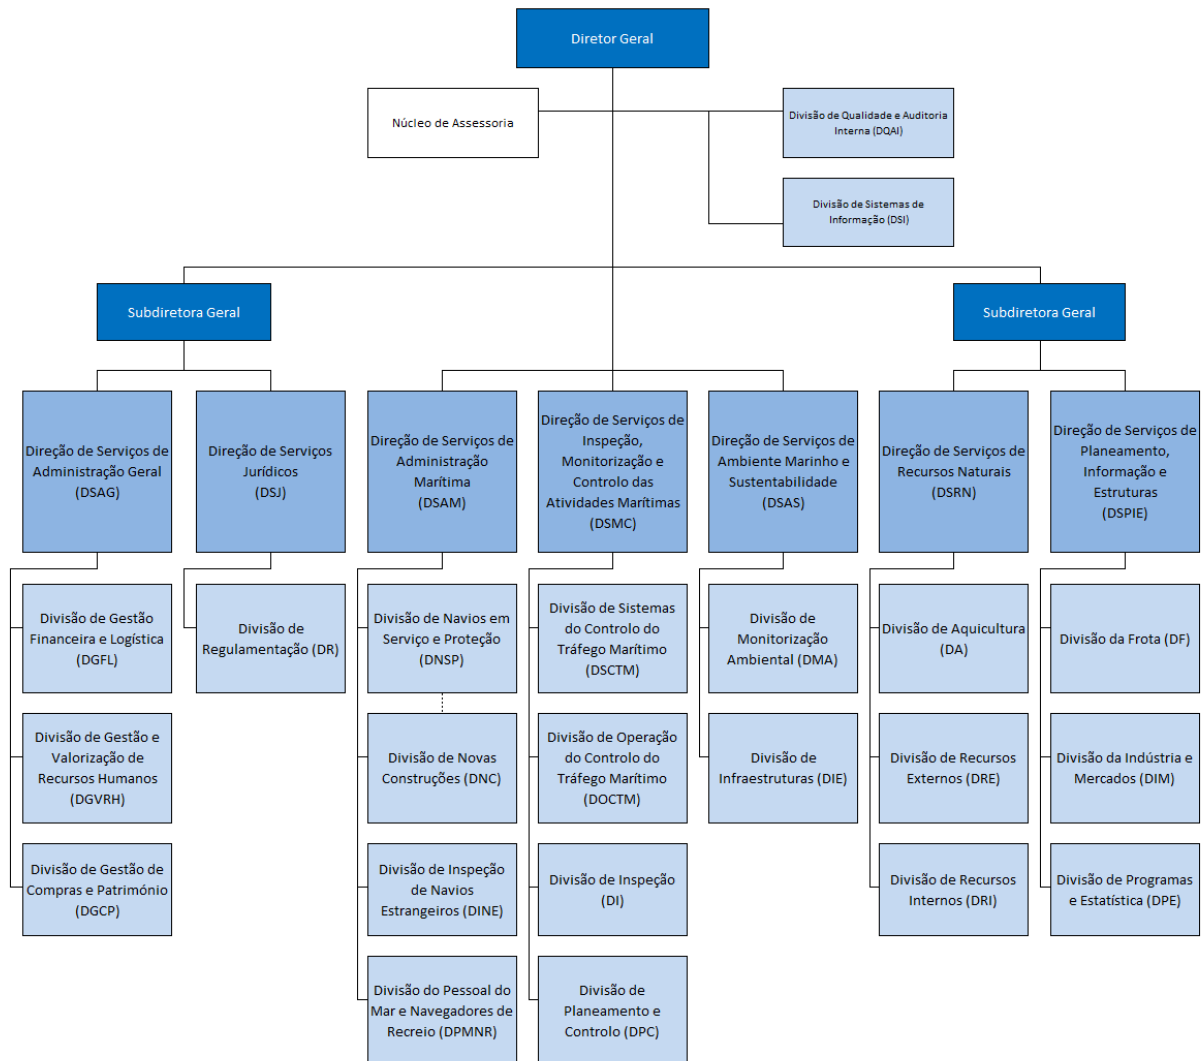 Diretor Geral
Núcleo de Assessoria
Divisão de Qualidade e Auditoria
Interna (DQAI)
Divisão de Sistemas de
Informação (DSI)
Subdiretora Geral
Subdiretora Geral
Direção de Serviços de
Administração Geral
(DSAG)
Direção de Serviços
Jurídicos
(DSJ)
Direção de Serviços de
Administração
Marítima
(DSAM)
Direção de Serviços de
Inspeção,
Monitorização e
Controlo das
Atividades Marítimas
(DSMC)
Direção de Serviços de
Ambiente Marinho e
Sustentabilidade
(DSAS)
Direção de Serviços de
Recursos Naturais
(DSRN)
Direção de Serviços de
Planeamento,
Informação e
Estruturas
(DSPIE)
Divisão de Gestão
Financeira e Logística
(DGFL)
Divisão de
Regulamentação (DR)
Divisão de Navios em
Serviço e Proteção
(DNSP)
Divisão de Sistemas
do Controlo do
Tráfego Marítimo
(DSCTM)
Divisão de
Monitorização
Ambiental (DMA)
Divisão de Aquicultura
(DA)
Divisão da Frota (DF)
Divisão de Gestão e
Valorização de
Recursos Humanos
(DGVRH)
Divisão de Novas
Construções (DNC)
Divisão de Operação
do Controlo do
Tráfego Marítimo
(DOCTM)
Divisão de
Infraestruturas (DIE)
Divisão de Recursos
Externos (DRE)
Divisão da Indústria e
Mercados (DIM)
Divisão de Gestão de
Compras e Património
(DGCP)
Divisão de Inspeção
de Navios
Estrangeiros (DINE)
Divisão de Inspeção
(DI)
Divisão de Recursos
Internos (DRI)
Divisão de Programas
e Estatística (DPE)
Divisão do Pessoal do
Mar e Navegadores de
Recreio (DPMNR)
Divisão de
Planeamento e
Controlo (DPC)